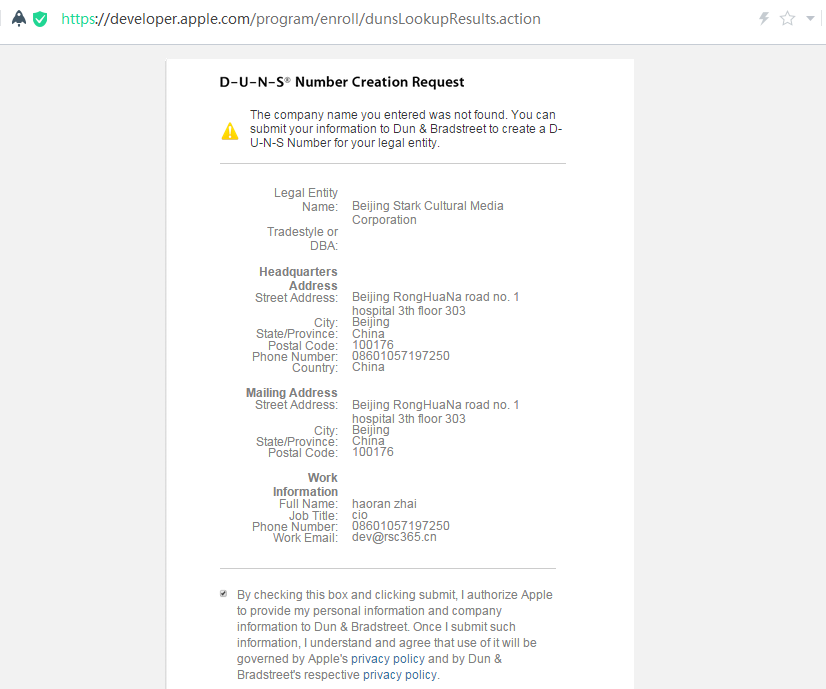 https://developer.apple.com/program/enroll/dunsLookupResults.action
D-U-N-S® Number Creation Request
The company name you entered was not found. You can
submit your information to Dun & Bradstreet to create a D-
U-N-S Number for your legal entity.
Legal Entity
Name: Beijing Stark Cultural Media
Corporation
Tradestyle or
DBA:
Headquarters
Address
Street Address: Beijing RongHuaNa road no. 1
hospital 3th floor 303
City: Beijing
State/Province: China
Postal Code: 100176
Phone Number: 08601057197250
Country: China
Mailing Address
Street Address: Beijing RongHuaNa road no. 1
hospital 3th floor 303
City: Beijing
State/Province: China
Postal Code: 100176
Work
Information
Full Name: haoran zhai
Job Title: cio
Phone Number: 08601057197250
Work Email: dev@rsc365.cn
By checking this box and clicking submit, I authorize Apple
to provide my personal information and company
information to Dun & Bradstreet. Once I submit such
information, I understand and agree that use of it will be
governed by Apple's privacy policy and by Dun &
Bradstreet's respective privacy policy.